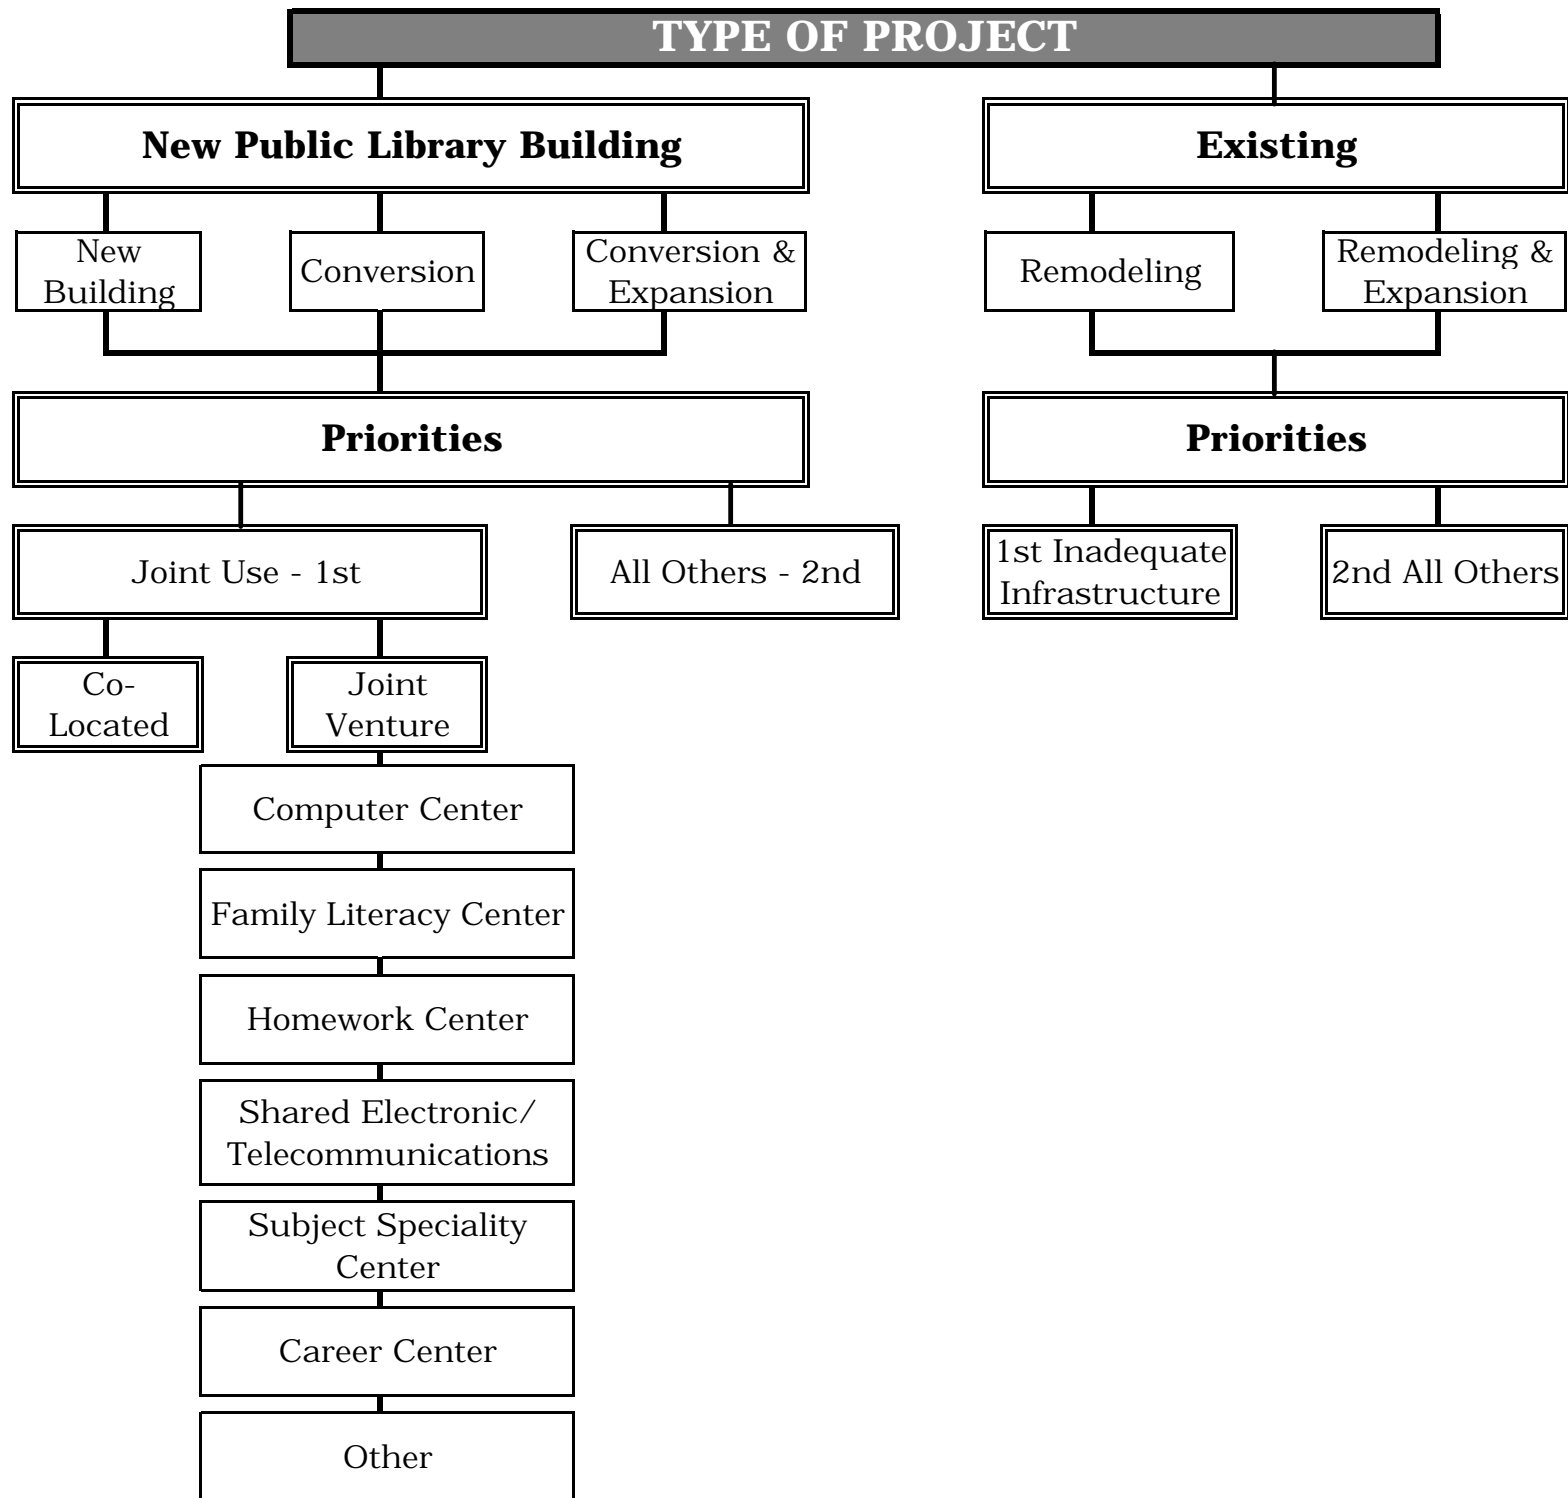 TYPE OF PROJECT
New Public Library Building
Existing
New
Building
Conversion
Conversion &
Expansion
Remodeling
Remodeling &
Expansion
Priorities
Priorities
Joint Use - 1st
All Others - 2nd
1st Inadequate
Infrastructure
2nd All Others
Co-
Located
Joint
Venture
Computer Center
Family Literacy Center
Homework Center
Shared Electronic/
Telecommunications
Subject Speciality
Center
Career Center
Other